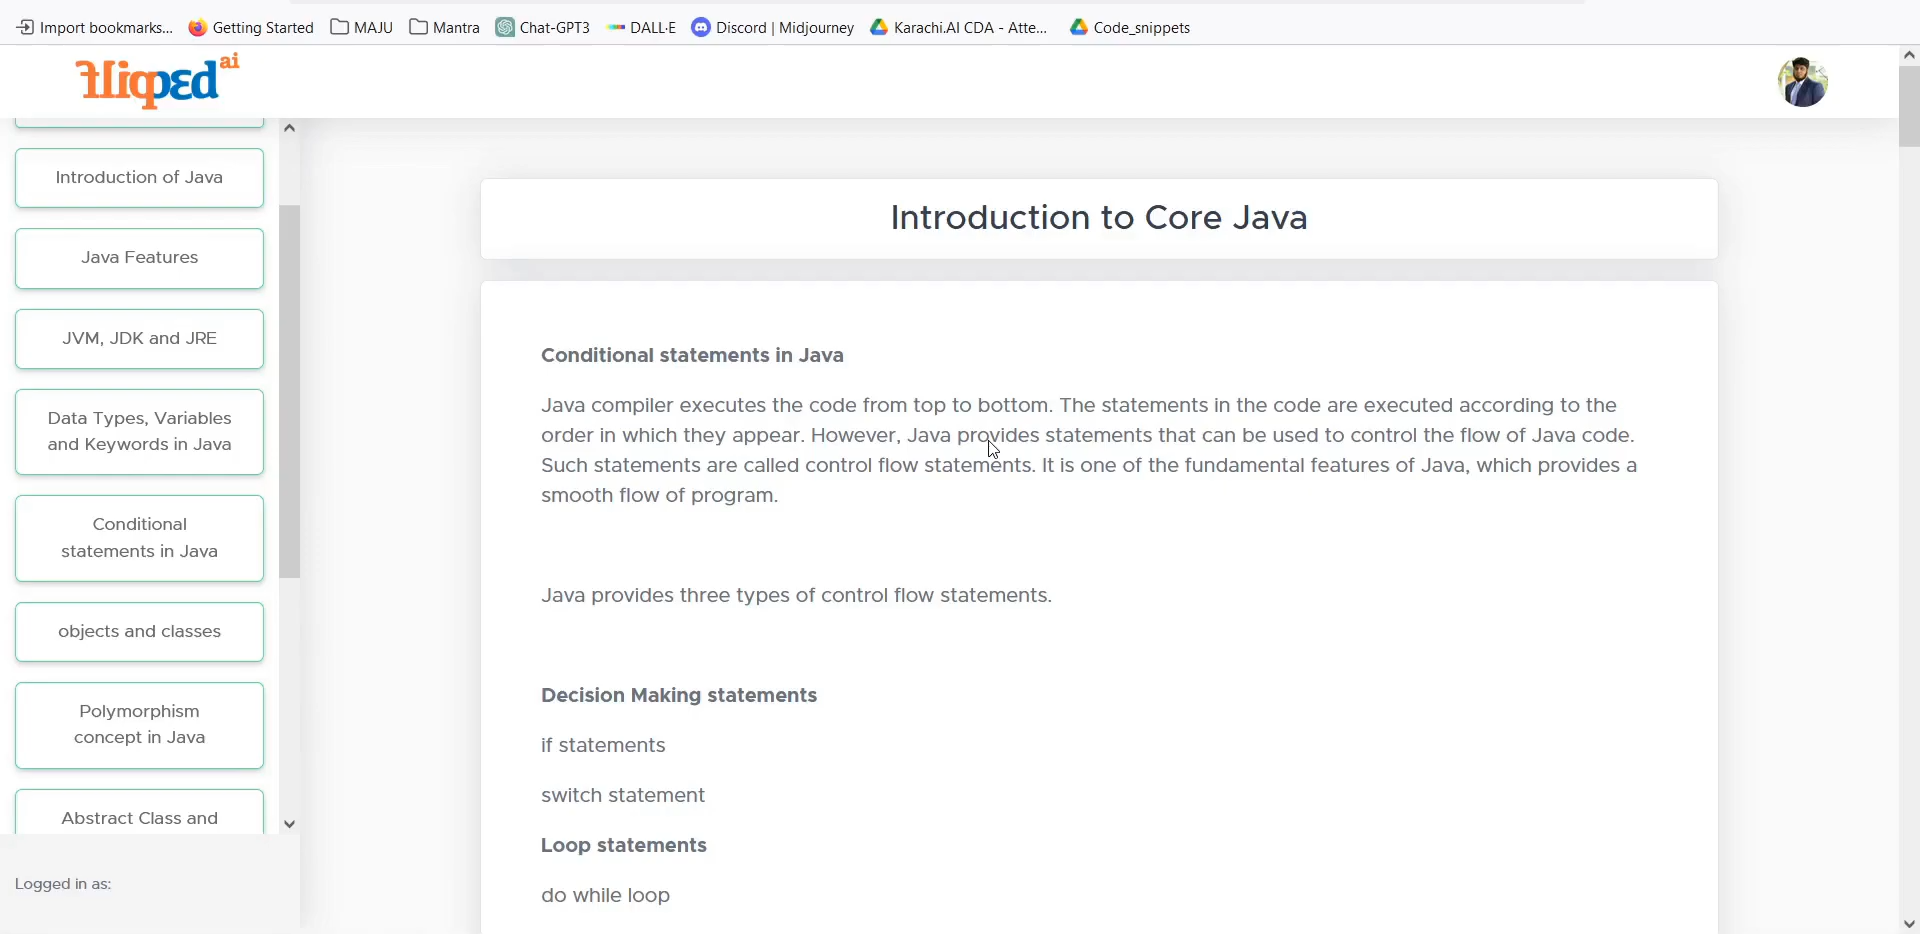 Import bookmarks... Getting Started MAJU Mantra Chat-GPT3 DALL·E Discord | Midjourney Karachi.AI CDA - Atte... Code_snippets
fliqped ai
Introduction of Java
Java Features
JVM, JDK and JRE
Data Types, Variables
and Keywords in Java
Conditional
statements in Java
objects and classes
Polymorphism
concept in Java
Abstract Class and
Logged in as:
Introduction to Core Java
Conditional statements in Java
Java compiler executes the code from top to bottom. The statements in the code are executed according to the
order in which they appear. However, Java provides statements that can be used to control the flow of Java code.
Such statements are called control flow statements. It is one of the fundamental features of Java, which provides a
smooth flow of program.
Java provides three types of control flow statements.
Decision Making statements
if statements
switch statement
Loop statements
do while loop